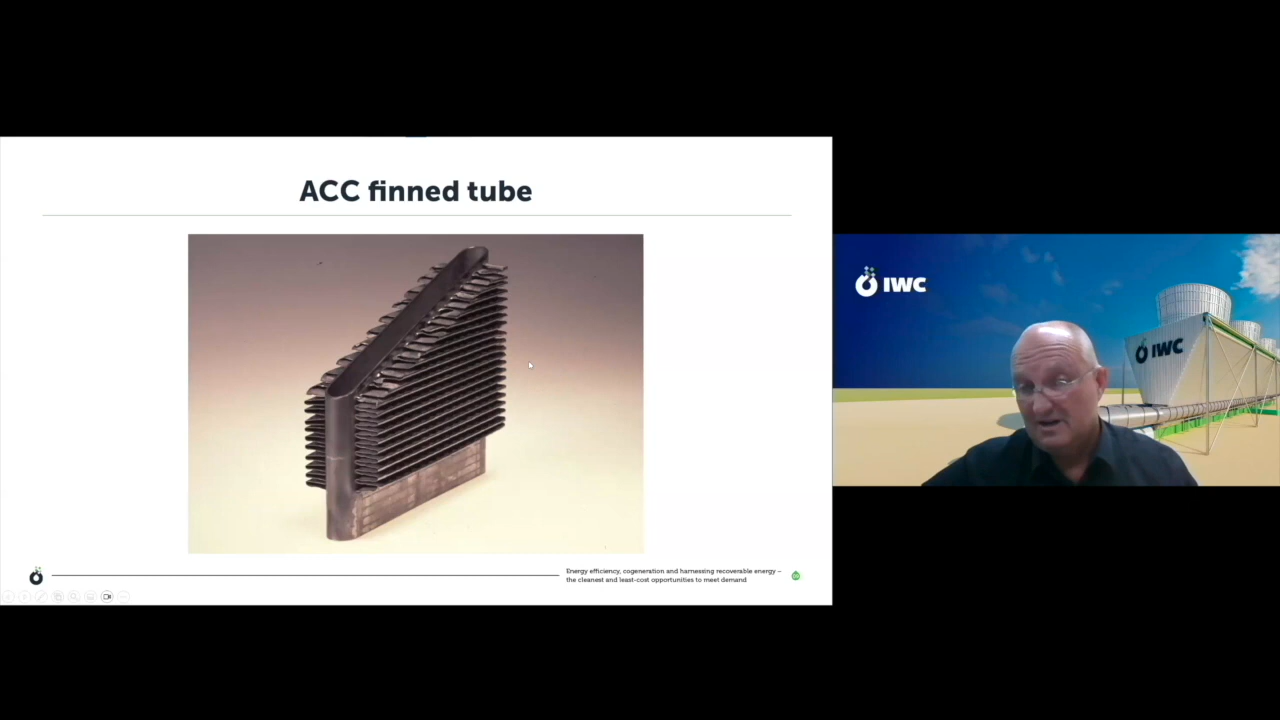 ACC finned tube
Energy efficiency, cogeneration and harnessing recoverable energy –
the cleanest and least-cost opportunities to meet demand
IWC
IWC